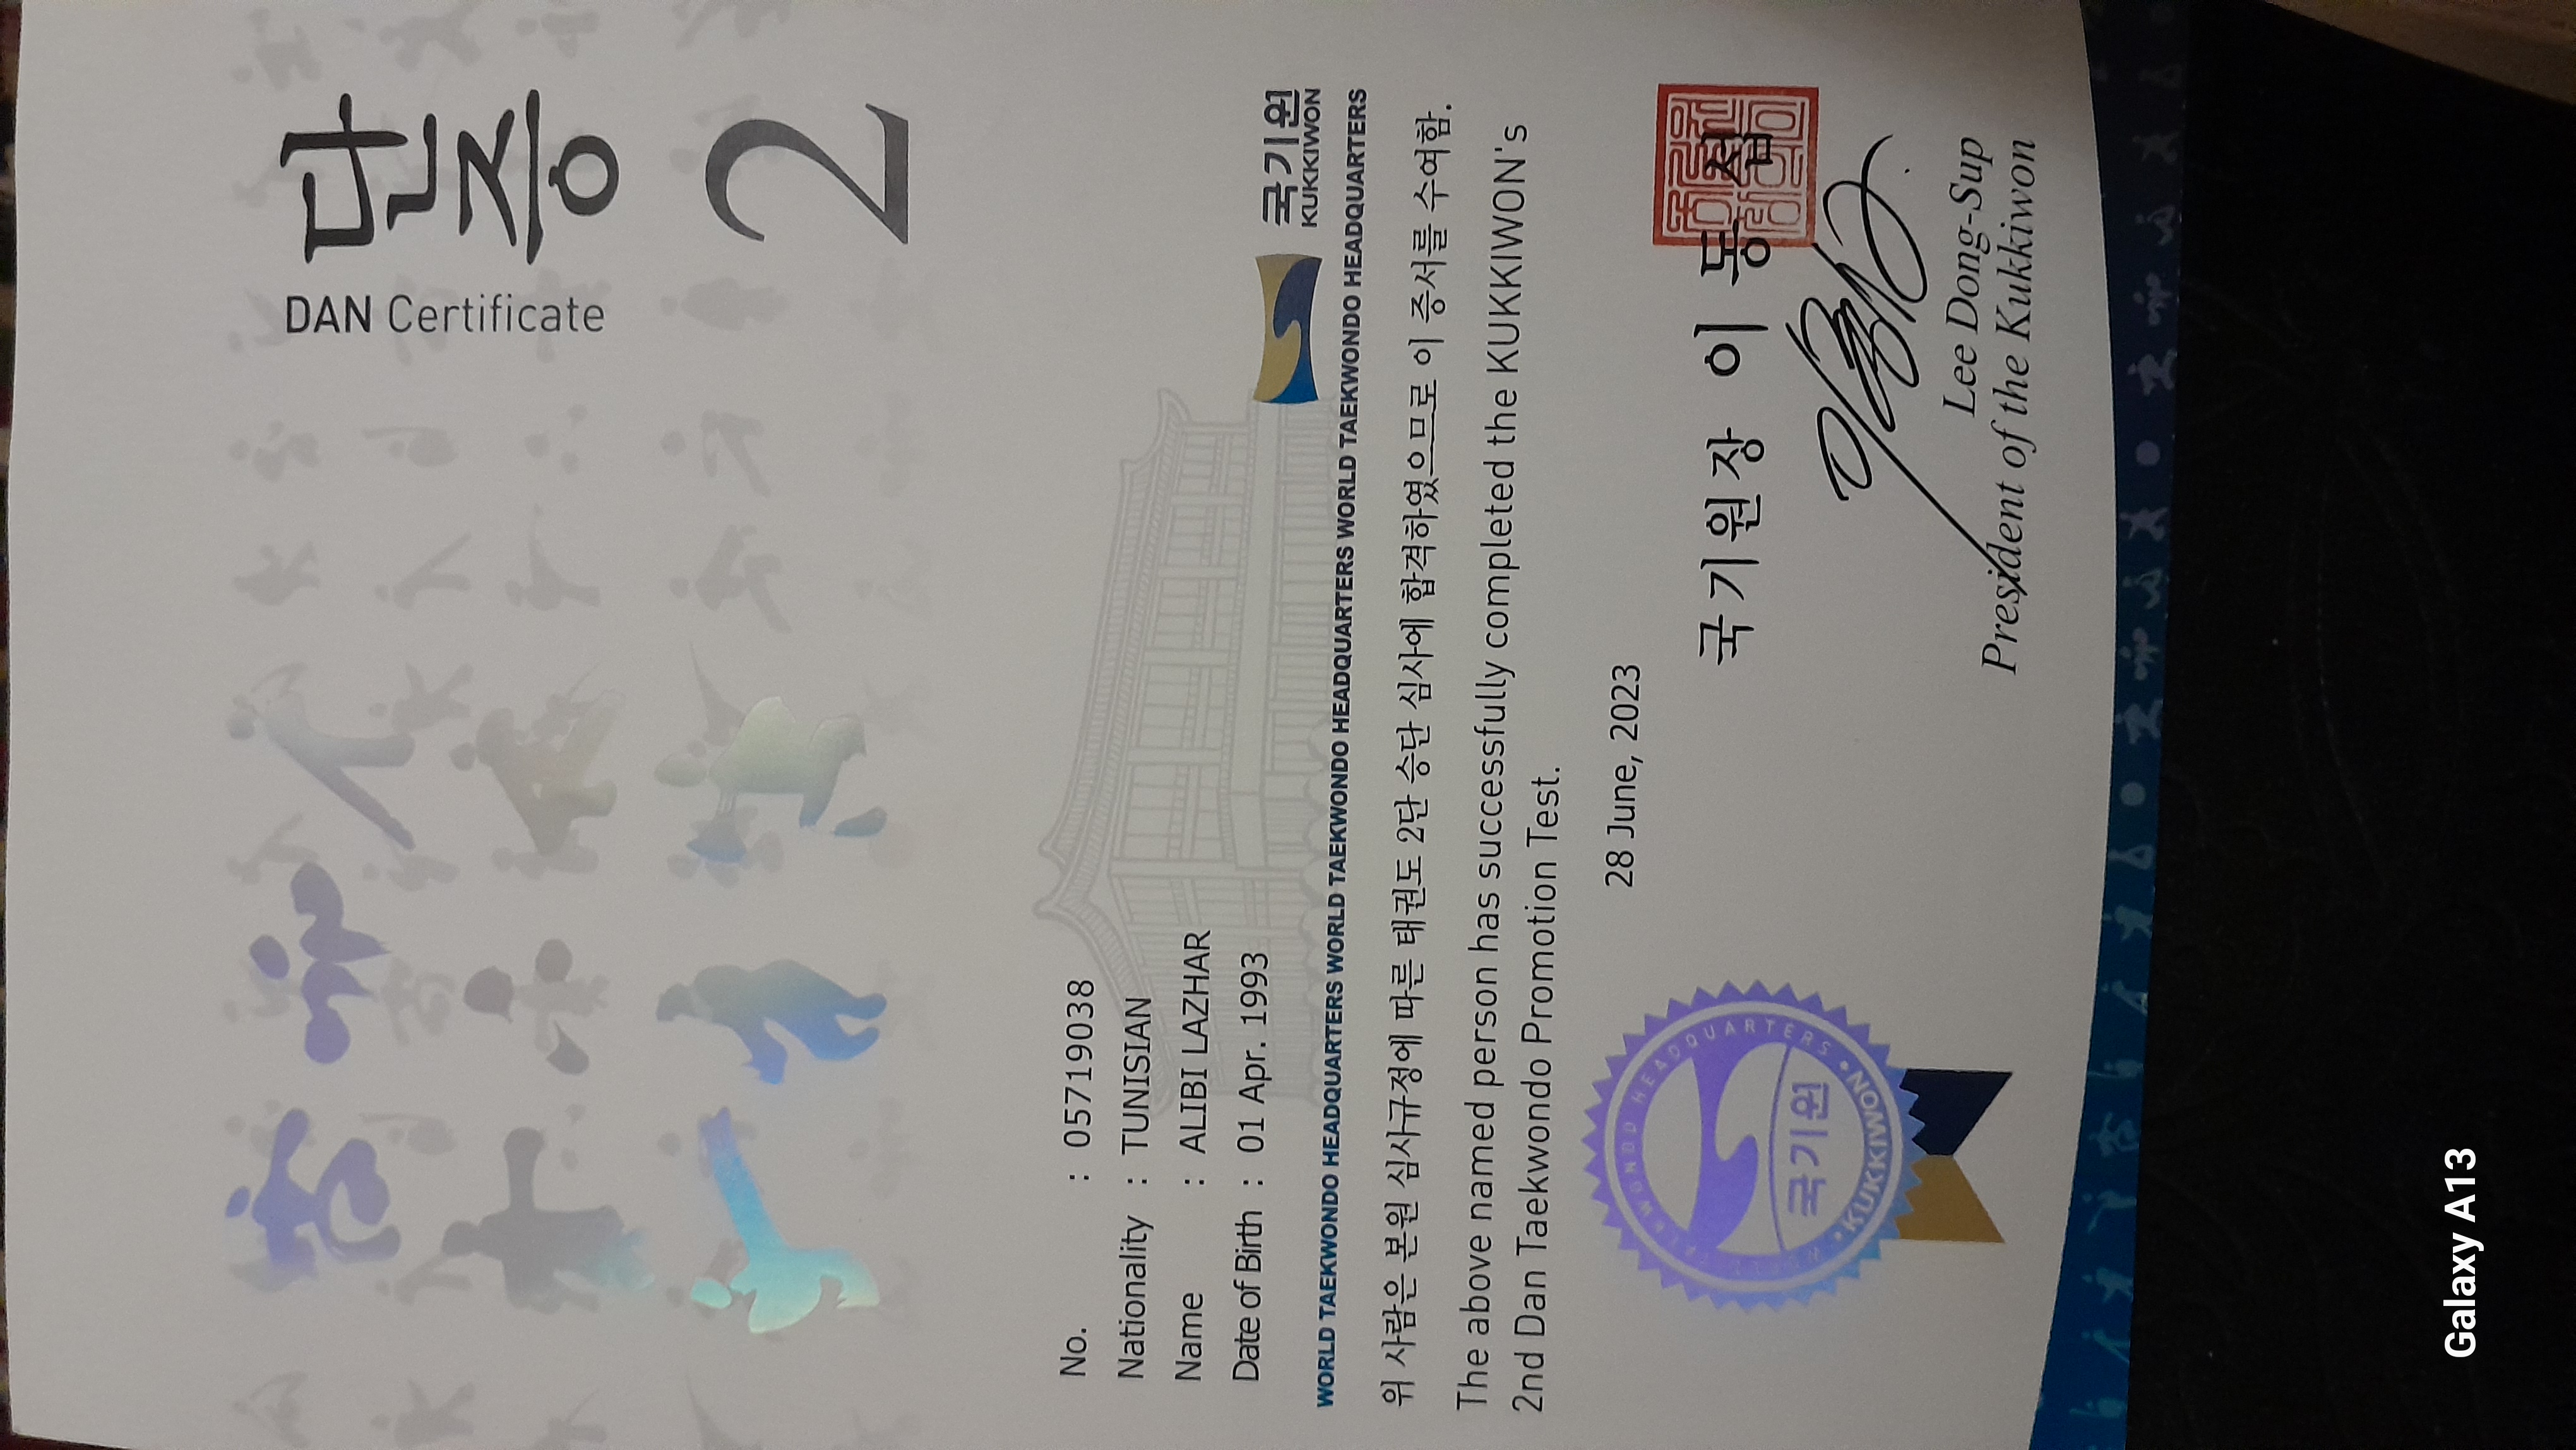 단증
2
DAN Certificate
No. : 05719038
Nationality : TUNISIAN
Name : ALIBI LAZHAR
Date of Birth : 01 Apr. 1993
국기원
KUKKIWON
WORLD TAEKWONDO HEADQUARTERS WORLD TAEKWONDO HEADQUARTERS WORLD TAEKWONDO HEADQUARTERS WORLD TAEKWONDO HEADQUARTERS
위 사람은 본원 심사규정에 따른 태권도 2단 승단 심사에 합격하였으므로 이 증서를 수여함.
The above named person has successfully completed the KUKKIWON's
2nd Dan Taekwondo Promotion Test.
28 June, 2023
국기원장 이동섭
Lee Dong-Sup
President of the Kukkiwon
WORLD TAEKWONDO HEADQUARTERS
국기원
KUKKIWON
Galaxy A13